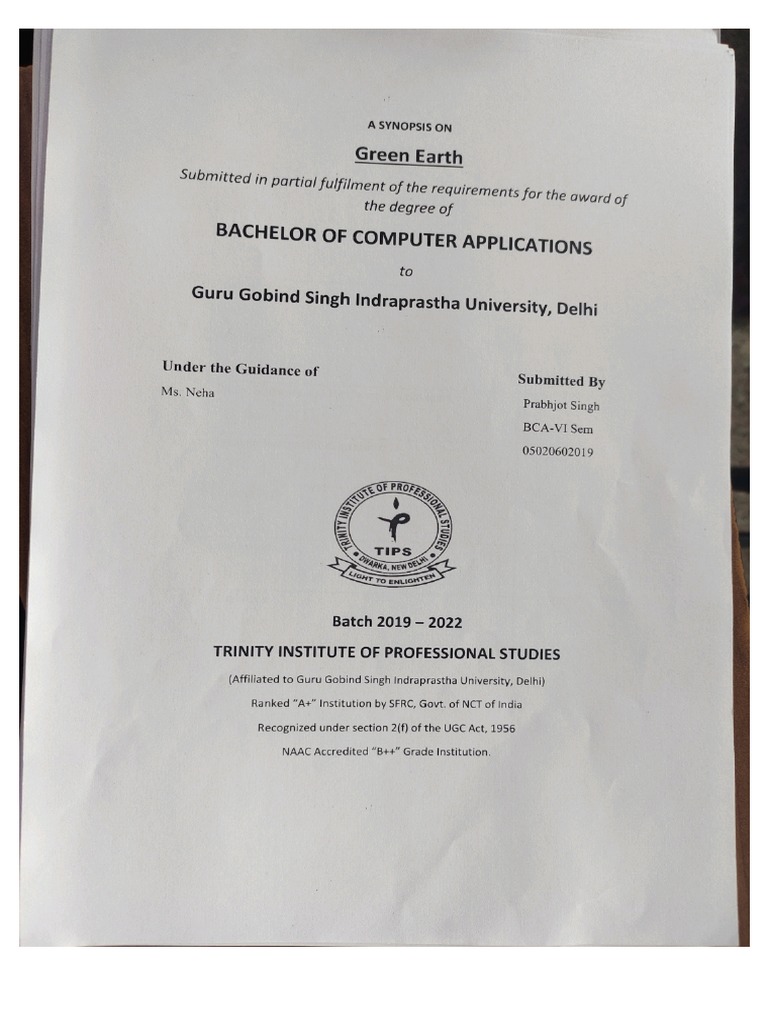 A SYNOPSIS ON
Green Earth
Submitted in partial fulfilment of the requirements for the award of
the degree of
BACHELOR OF COMPUTER APPLICATIONS
to
Guru Gobind Singh Indraprastha University, Delhi
Under the Guidance of
Ms. Neha
Submitted By
Prabhjot Singh
BCA-VI Sem
05020602019
TRINITY INSTITUTE OF PROFESSIONAL STUDIES
TIPS
DWARKA, NEW DELHI
LIGHT TO ENLIGHTEN
Batch 2019 – 2022
TRINITY INSTITUTE OF PROFESSIONAL STUDIES
(Affiliated to Guru Gobind Singh Indraprastha University, Delhi)
Ranked "A+" Institution by SFRC, Govt. of NCT of India
Recognized under section 2(f) of the UGC Act, 1956
NAAC Accredited "B++" Grade Institution.